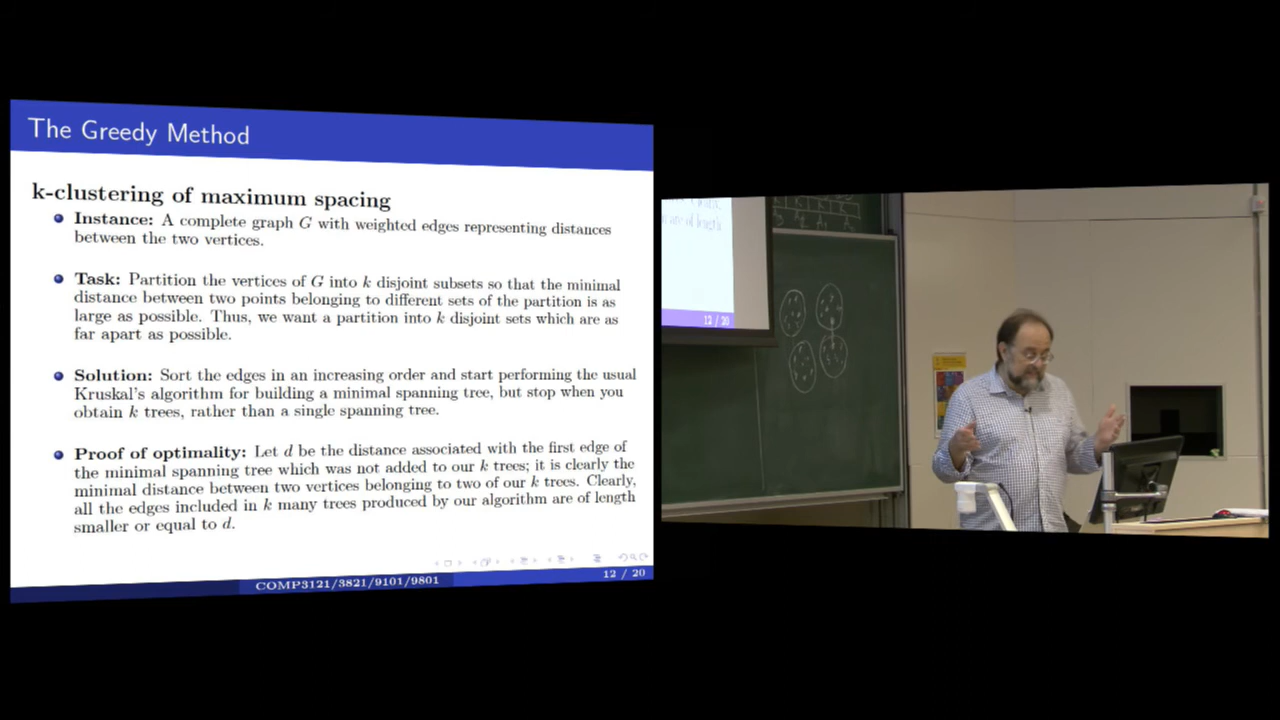 The Greedy Method
k-clustering of maximum spacing
Instance: A complete graph G with weighted edges representing distances
between the two vertices.
Task: Partition the vertices of G into k disjoint subsets so that the minimal
distance between two points belonging to different sets of the partition is as
large as possible. Thus, we want a partition into k disjoint sets which are as
far apart as possible.
Solution: Sort the edges in an increasing order and start performing the usual
Kruskal's algorithm for building a minimal spanning tree, but stop when you
obtain k trees, rather than a single spanning tree.
Proof of optimality: Let d be the distance associated with the first edge of
the minimal spanning tree which was not added to our k trees; it is clearly the
minimal distance between two vertices belonging to two of our k trees. Clearly,
all the edges included in k many trees produced by our algorithm are of length
smaller or equal to d.
COMP3121/3821/9101/9801
12 / 20
are of length
12 / 20